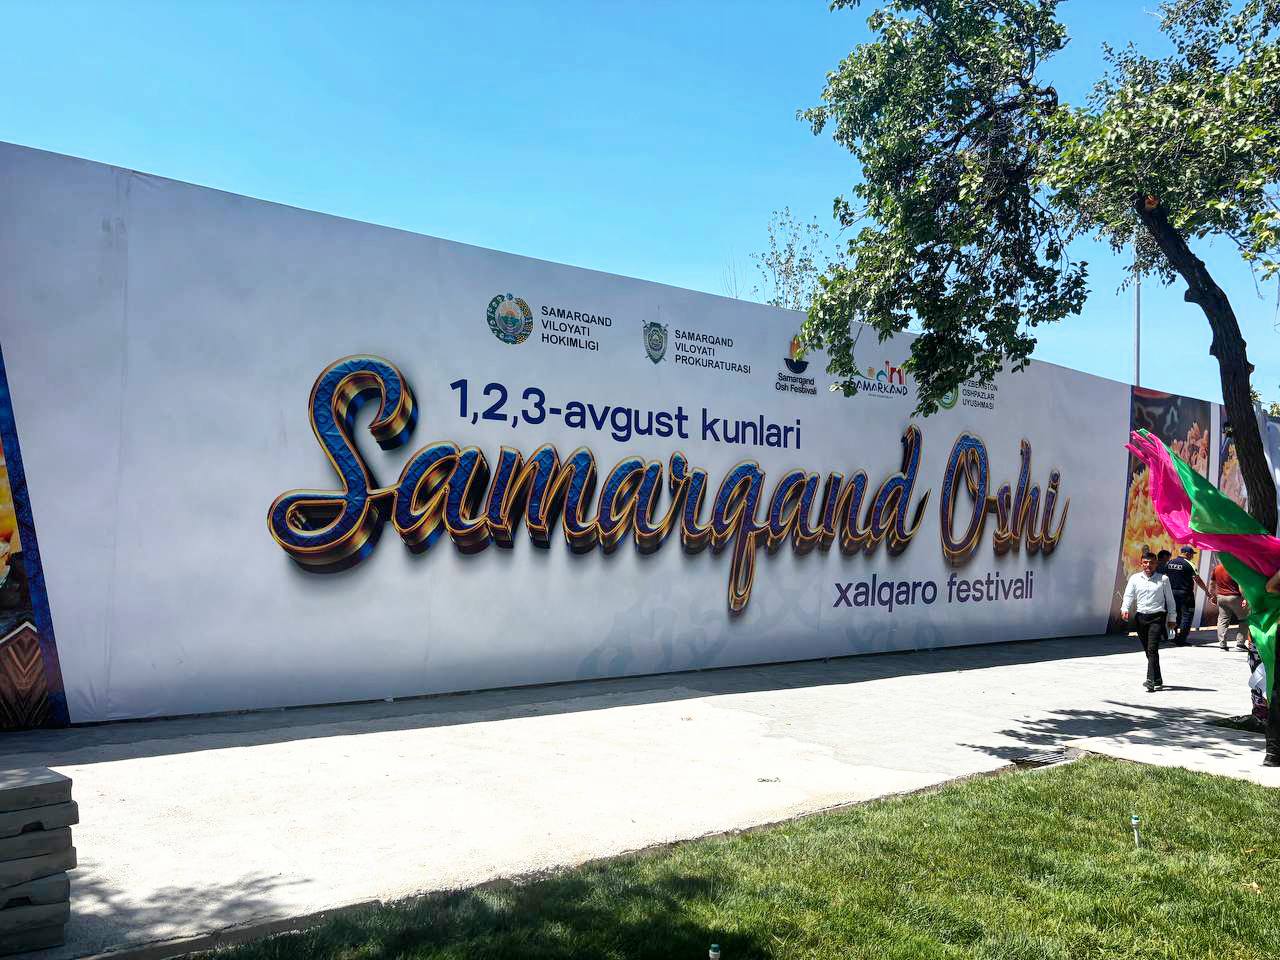 SAMARQAND
VILOYATI
HOKIMLIGI
SAMARQAND
VILOYATI
PROKURATURASI
Samarqand
Osh Festivali
SAMARKAND
O'ZBEKISTON
OSHPAZLAR
UYUSHMASI
1,2,3-avgust kunlari
Samarqand Oshi
xalqaro festivali